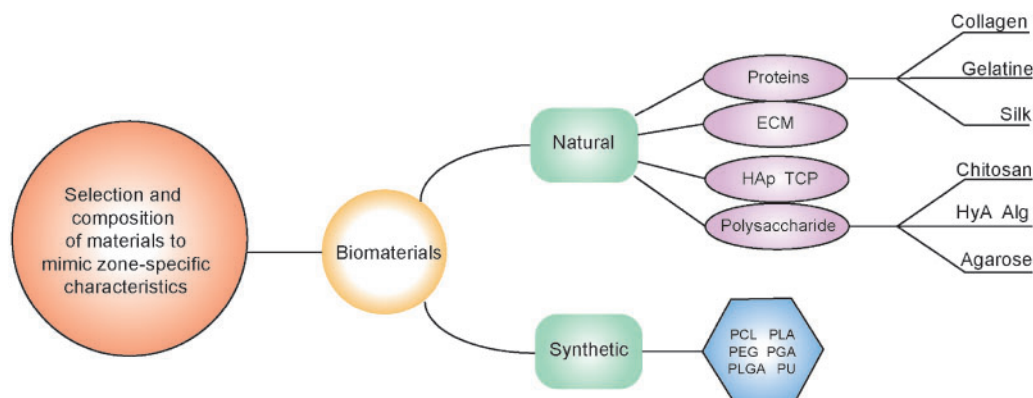 Selection and
composition
of materials to
mimic zone-specific
characteristics
Biomaterials
Natural
Proteins
ECM
HAp TCP
Polysaccharide
Collagen
Gelatine
Silk
Chitosan
HyA Alg
Agarose
Synthetic
PCL PLA
PEG PGA
PLGA PU